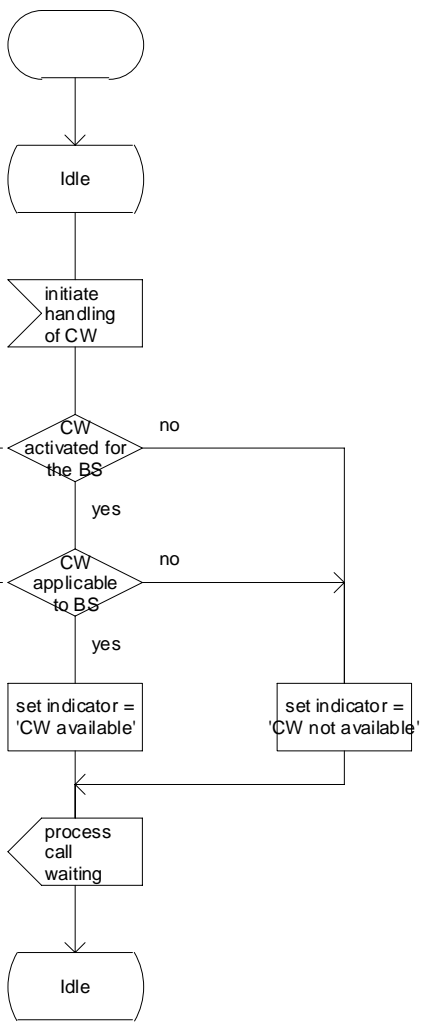 Idle
initiate
handling
of CW
CW
activated for
the BS
no
yes
CW
applicable
to BS
no
yes
set indicator =
'CW available'
set indicator =
'CW not available'
process
call
waiting
Idle